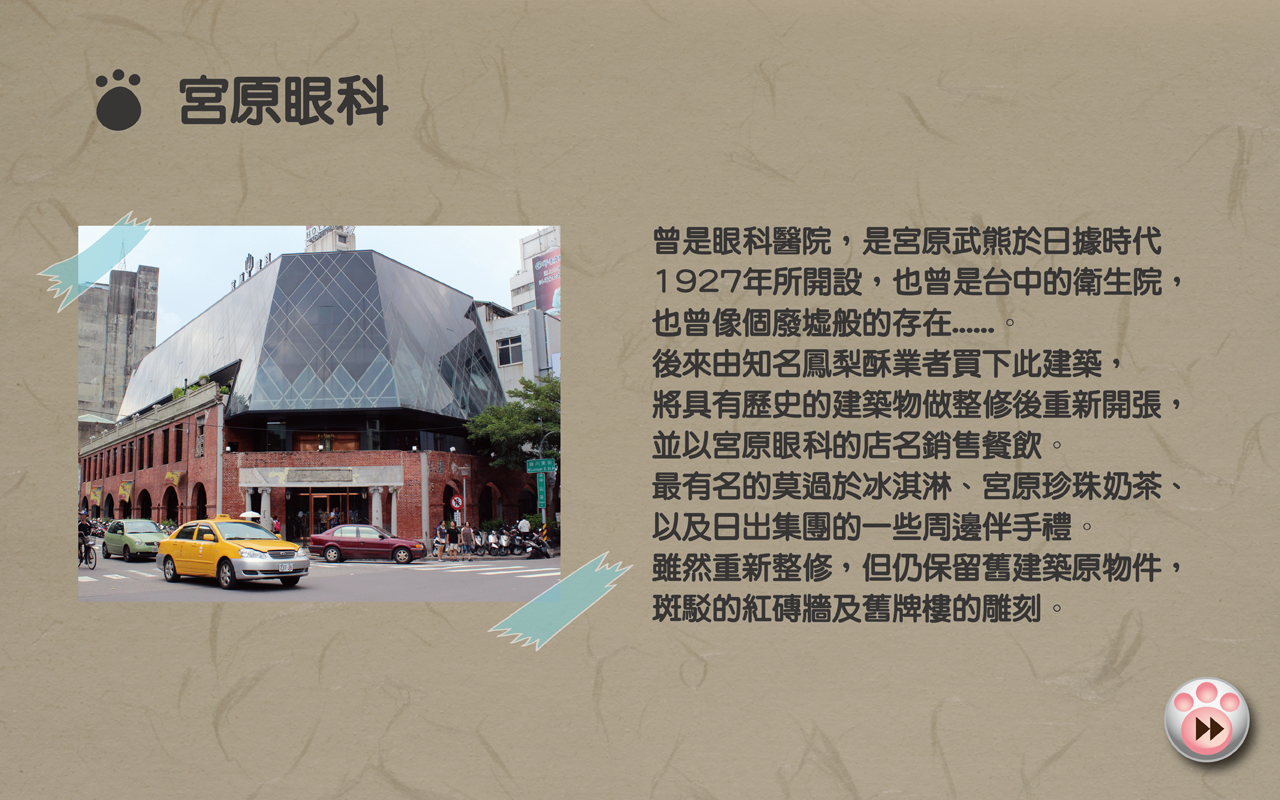 宮原眼科
曾是眼科醫院，是宮原武熊於日據時代
1927年所開設，也曾是台中的衛生院，
也曾像個廢墟般的存在……。
後來由知名鳳梨酥業者買下此建築，
將具有歷史的建築物做整修後重新開張，
並以宮原眼科的店名銷售餐飲。
最有名的莫過於冰淇淋、宮原珍珠奶茶、
以及日出集團的一些周邊伴手禮。
雖然重新整修，但仍保留舊建築原物件，
斑駁的紅磚牆及舊牌樓的雕刻。